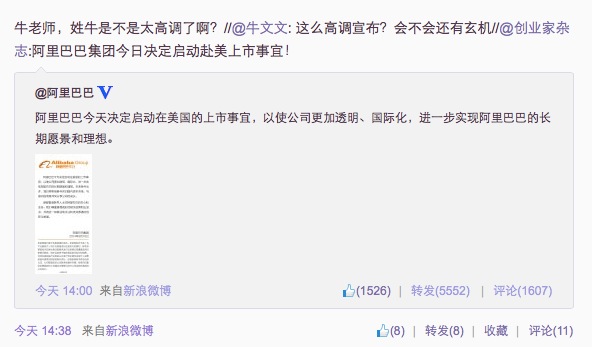 牛老师，姓牛是不是太高调了啊？//@牛文文: 这么高调宣布？会不会还有玄机//@创业家杂
志:阿里巴巴集团今日决定启动赴美上市事宜！
@阿里巴巴 V
阿里巴巴今天决定启动在美国的上市事宜，以使公司更加透明、国际化，进一步实现阿里巴巴的长
期愿景和理想。
Alibaba Group
今天 14:00 来自新浪微博 (1526) | 转发(5552) | 评论(1607)
今天 14:38 来自新浪微博 (8) | 转发(8) | 收藏 | 评论(11)